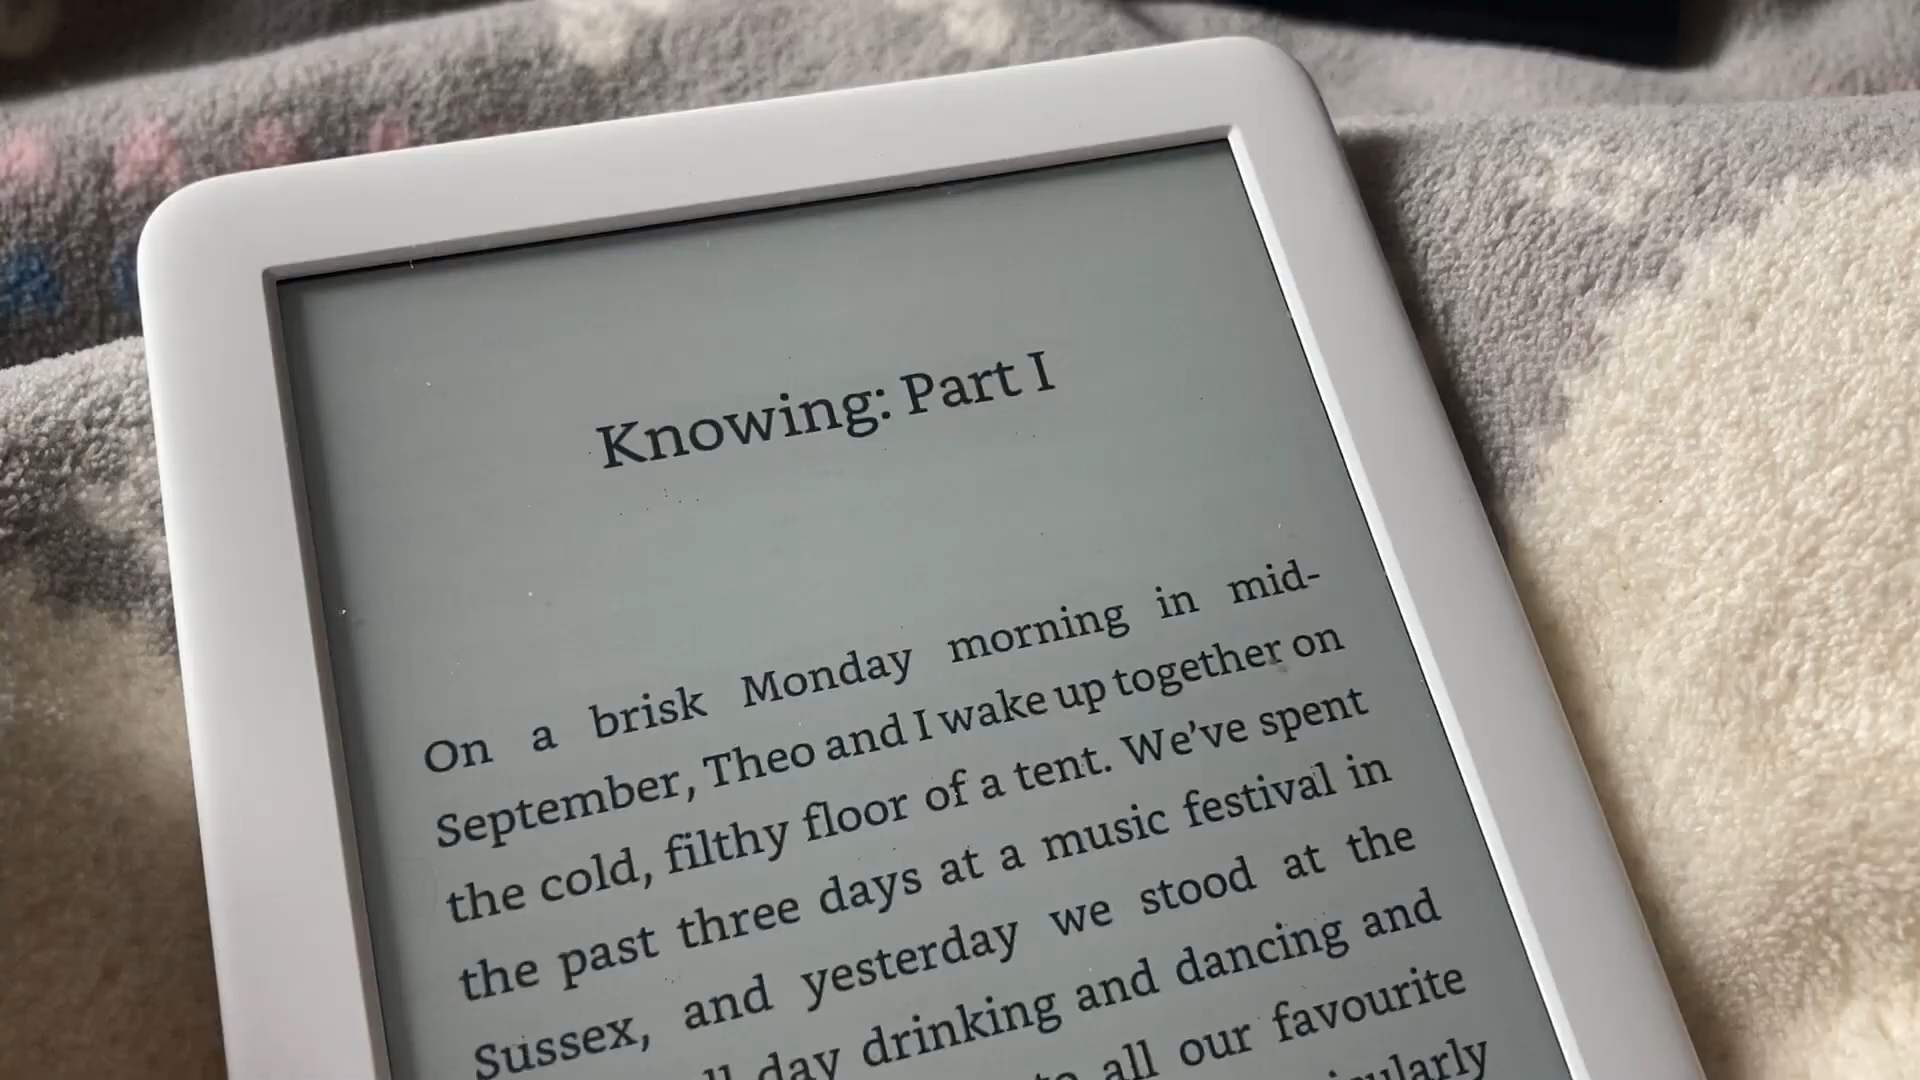 Knowing: Part I
On a brisk Monday morning in mid-
September, Theo and I wake up together on
the cold, filthy floor of a tent. We've spent
the past three days at a music festival in
Sussex, and yesterday we stood at the
day drinking and dancing and
all our favourite